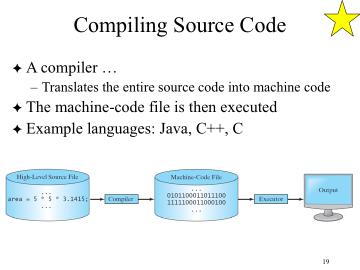 Compiling Source Code
✦ A compiler …
– Translates the entire source code into machine code
✦ The machine-code file is then executed
✦ Example languages: Java, C++, C
High-Level Source File
...
area = 5 * 5 * 3.1415;
...
Compiler
Machine-Code File
...
0101100011011100
1111100011000100
...
Executor
Output
19